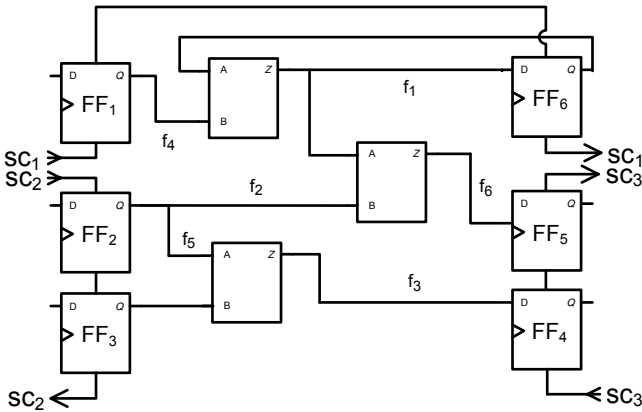 D Q
FF1
A Z
B
f1
D Q
FF6
f4
SC1
SC1
SC2
SC3
A Z
B
f2
f6
D Q
FF2
D Q
FF5
f5
A Z
B
f3
D Q
FF3
D Q
FF4
SC2
SC3